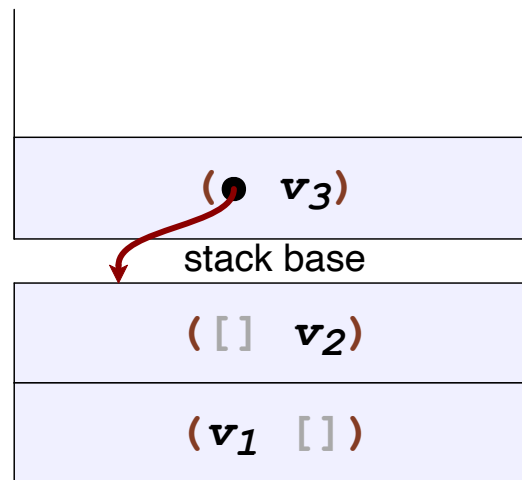 (● v₃)
stack base
([] v₂)
(v₁ [])